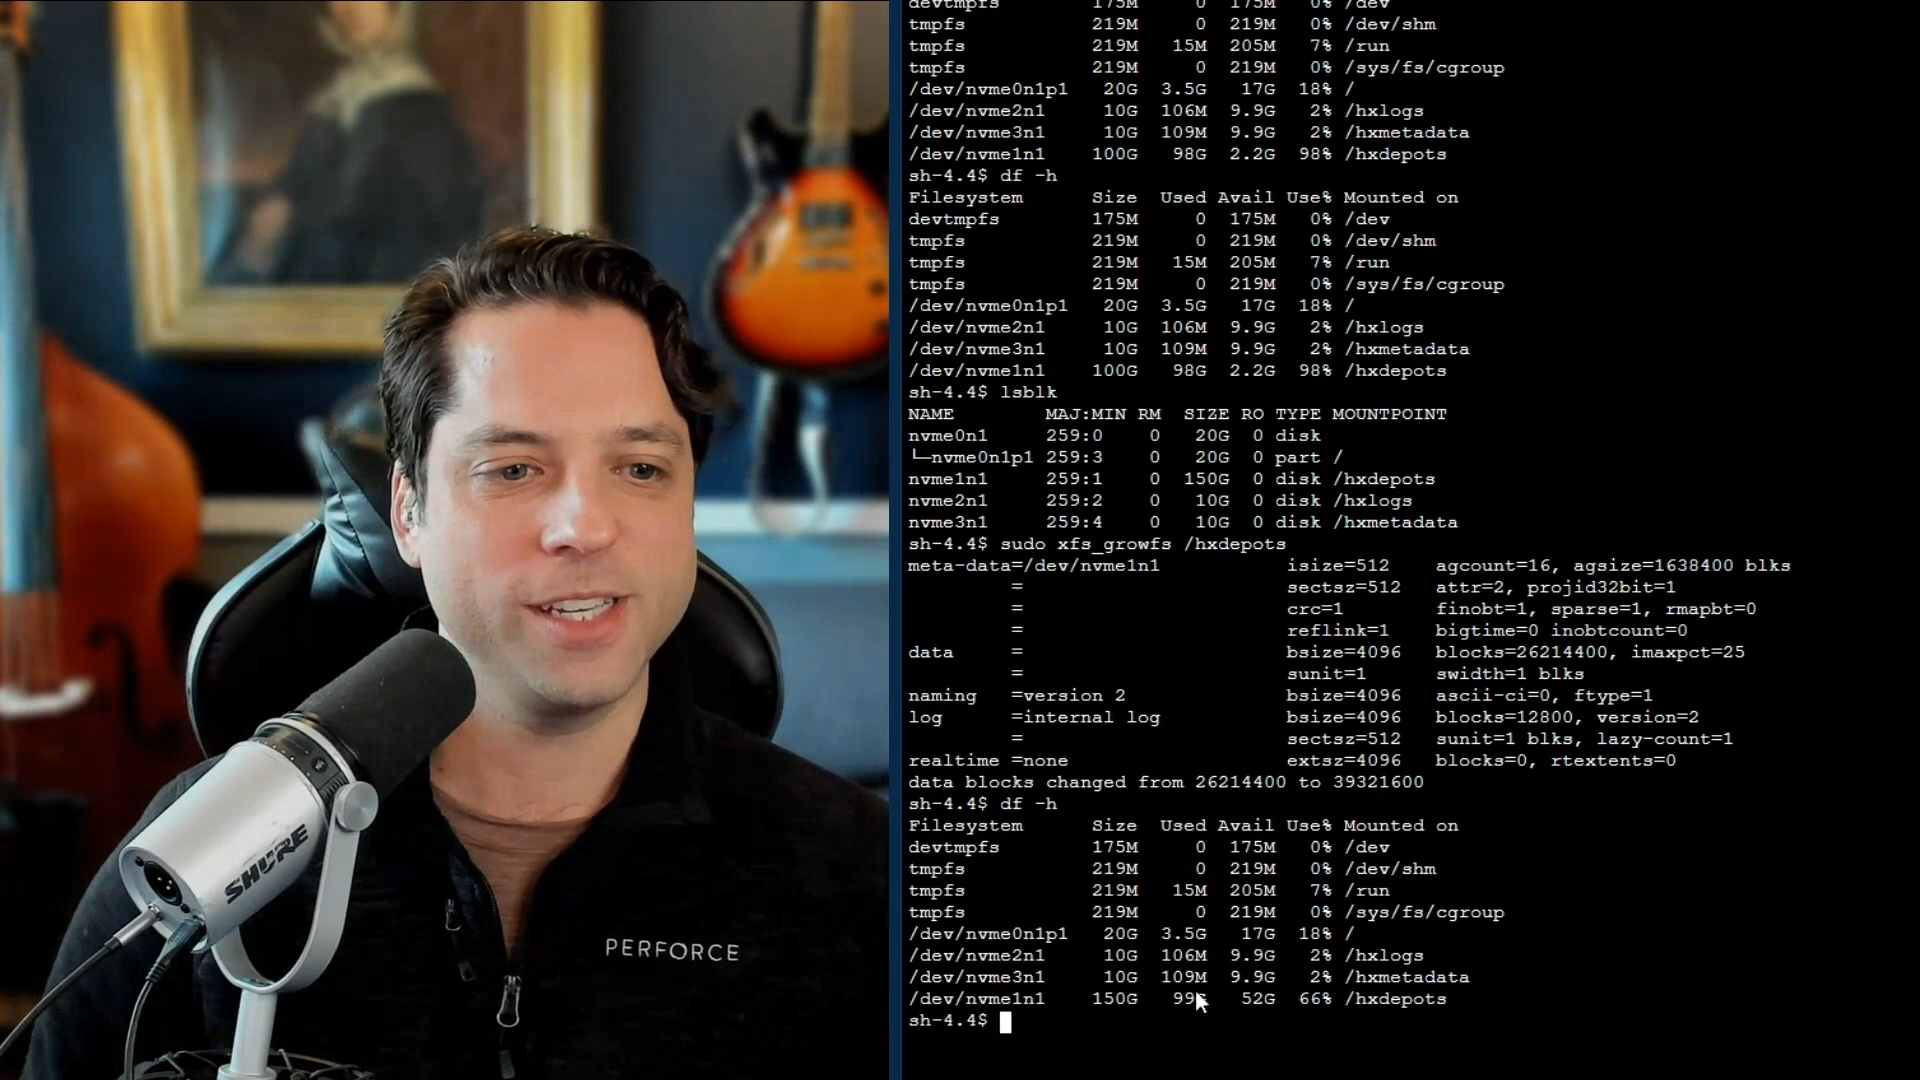 SHURE
PERFORCE
devtmpfs 175M 0 175M 0% /dev
tmpfs 219M 0 219M 0% /dev/shm
tmpfs 219M 15M 205M 7% /run
tmpfs 219M 0 219M 0% /sys/fs/cgroup
/dev/nvme0n1p1 20G 3.5G 17G 18% /
/dev/nvme2n1 10G 106M 9.9G 2% /hxlogs
/dev/nvme3n1 10G 109M 9.9G 2% /hxmetadata
/dev/nvme1n1 100G 98G 2.2G 98% /hxdepots
sh-4.4$ df -h
Filesystem Size Used Avail Use% Mounted on
devtmpfs 175M 0 175M 0% /dev
tmpfs 219M 0 219M 0% /dev/shm
tmpfs 219M 15M 205M 7% /run
tmpfs 219M 0 219M 0% /sys/fs/cgroup
/dev/nvme0n1p1 20G 3.5G 17G 18% /
/dev/nvme2n1 10G 106M 9.9G 2% /hxlogs
/dev/nvme3n1 10G 109M 9.9G 2% /hxmetadata
/dev/nvme1n1 100G 98G 2.2G 98% /hxdepots
sh-4.4$ lsblk
NAME MAJ:MIN RM SIZE RO TYPE MOUNTPOINT
nvme0n1 259:0 0 20G 0 disk
└─nvme0n1p1 259:3 0 20G 0 part /
nvme1n1 259:1 0 150G 0 disk /hxdepots
nvme2n1 259:2 0 10G 0 disk /hxlogs
nvme3n1 259:4 0 10G 0 disk /hxmetadata
sh-4.4$ sudo xfs_growfs /hxdepots
meta-data=/dev/nvme1n1 isize=512 agcount=16, agsize=1638400 blks
= sectsz=512 attr=2, projid32bit=1
= crc=1 finobt=1, sparse=1, rmapbt=0
= reflink=1 bigtime=0 inobtcount=0
data = bsize=4096 blocks=26214400, imaxpct=25
= sunit=1 swidth=1 blks
naming =version 2 bsize=4096 ascii-ci=0, ftype=1
log =internal log bsize=4096 blocks=12800, version=2
= sectsz=512 sunit=1 blks, lazy-count=1
realtime =none extsz=4096 blocks=0, rtextents=0
data blocks changed from 26214400 to 39321600
sh-4.4$ df -h
Filesystem Size Used Avail Use% Mounted on
devtmpfs 175M 0 175M 0% /dev
tmpfs 219M 0 219M 0% /dev/shm
tmpfs 219M 15M 205M 7% /run
tmpfs 219M 0 219M 0% /sys/fs/cgroup
/dev/nvme0n1p1 20G 3.5G 17G 18% /
/dev/nvme2n1 10G 106M 9.9G 2% /hxlogs
/dev/nvme3n1 10G 109M 9.9G 2% /hxmetadata
/dev/nvme1n1 150G 99G 52G 66% /hxdepots
sh-4.4$